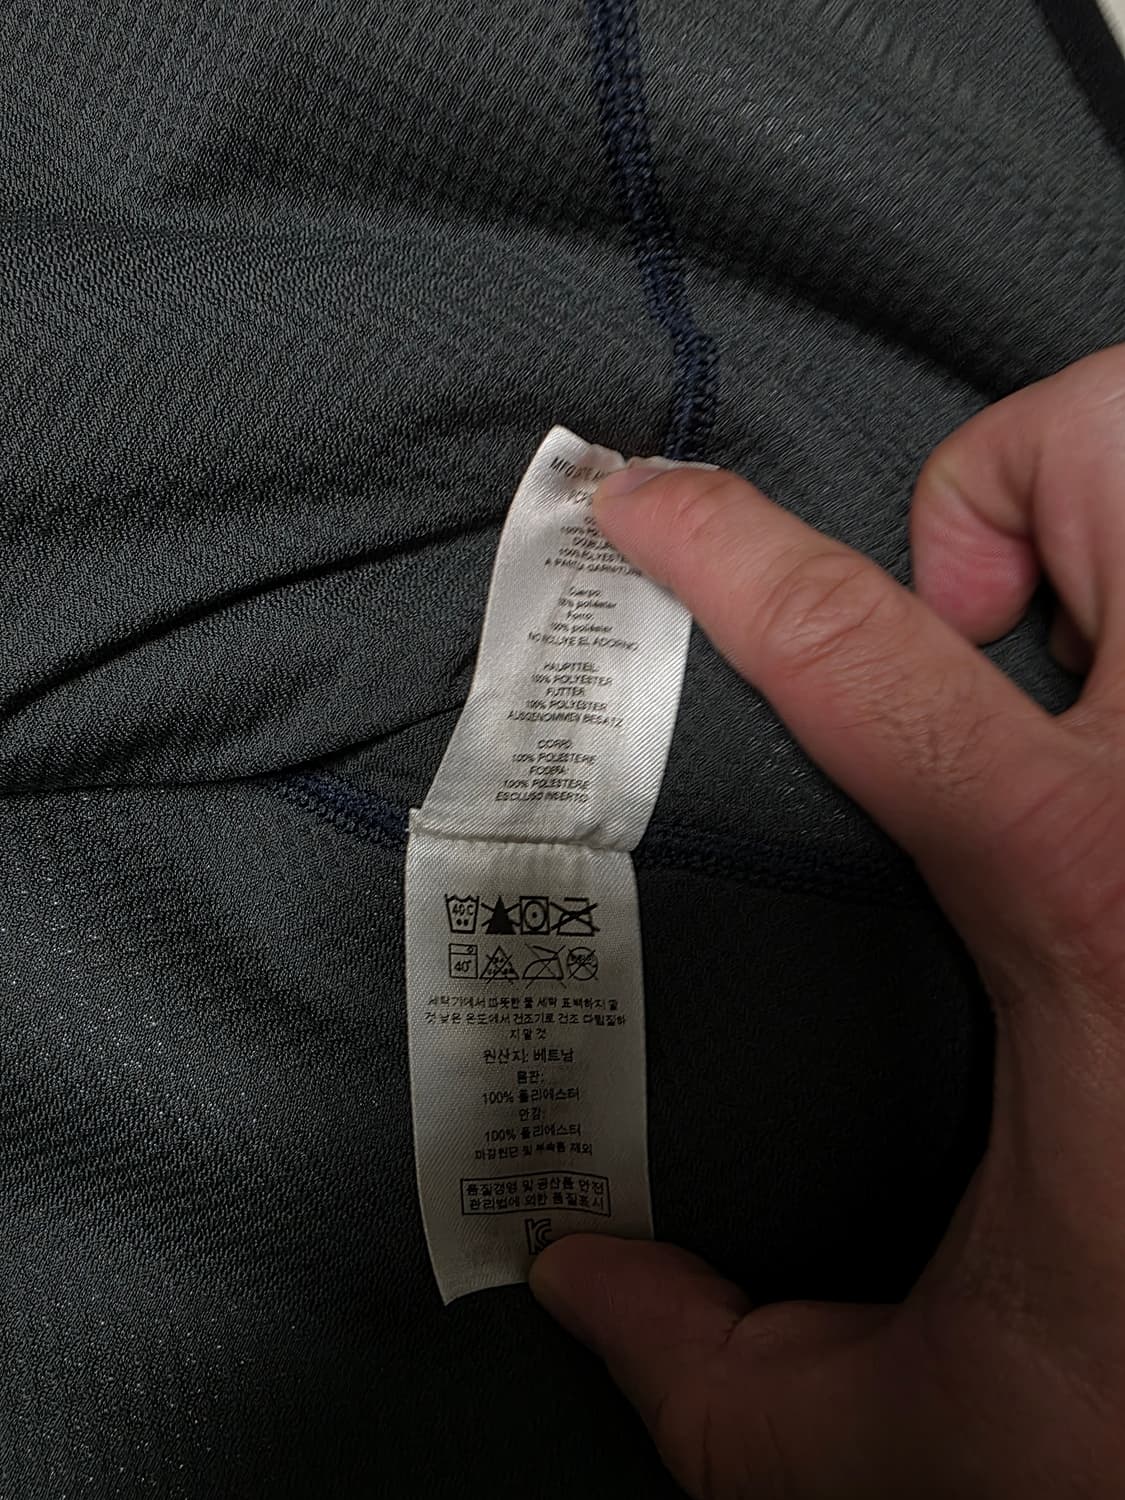 100% POLYESTE
A PARTI GARNITURE
Cuerpo:
100% poliéster
Forro:
100% poliéster
NO INCLUYE EL ADORNO
HAUPTTEIL:
100% POLYESTER
FUTTER
100% POLYESTER
AUSGENOMMEN BESATZ
CORPO:
100% POLIESTERE
FODERA
100% POLIESTERE
ESCLUSO INSERTO
40 C
40°
세탁기에서 따뜻한 물 세탁 표백하지 말
것 낮은 온도에서 건조기로 건조 다림질하
지 말 것
원산지: 베트남
몸판:
100% 폴리에스터
안감:
100% 폴리에스터
마감원단 및 부속품 제외
품질경영 및 공산품 안전
관리법에 의한 품질표시